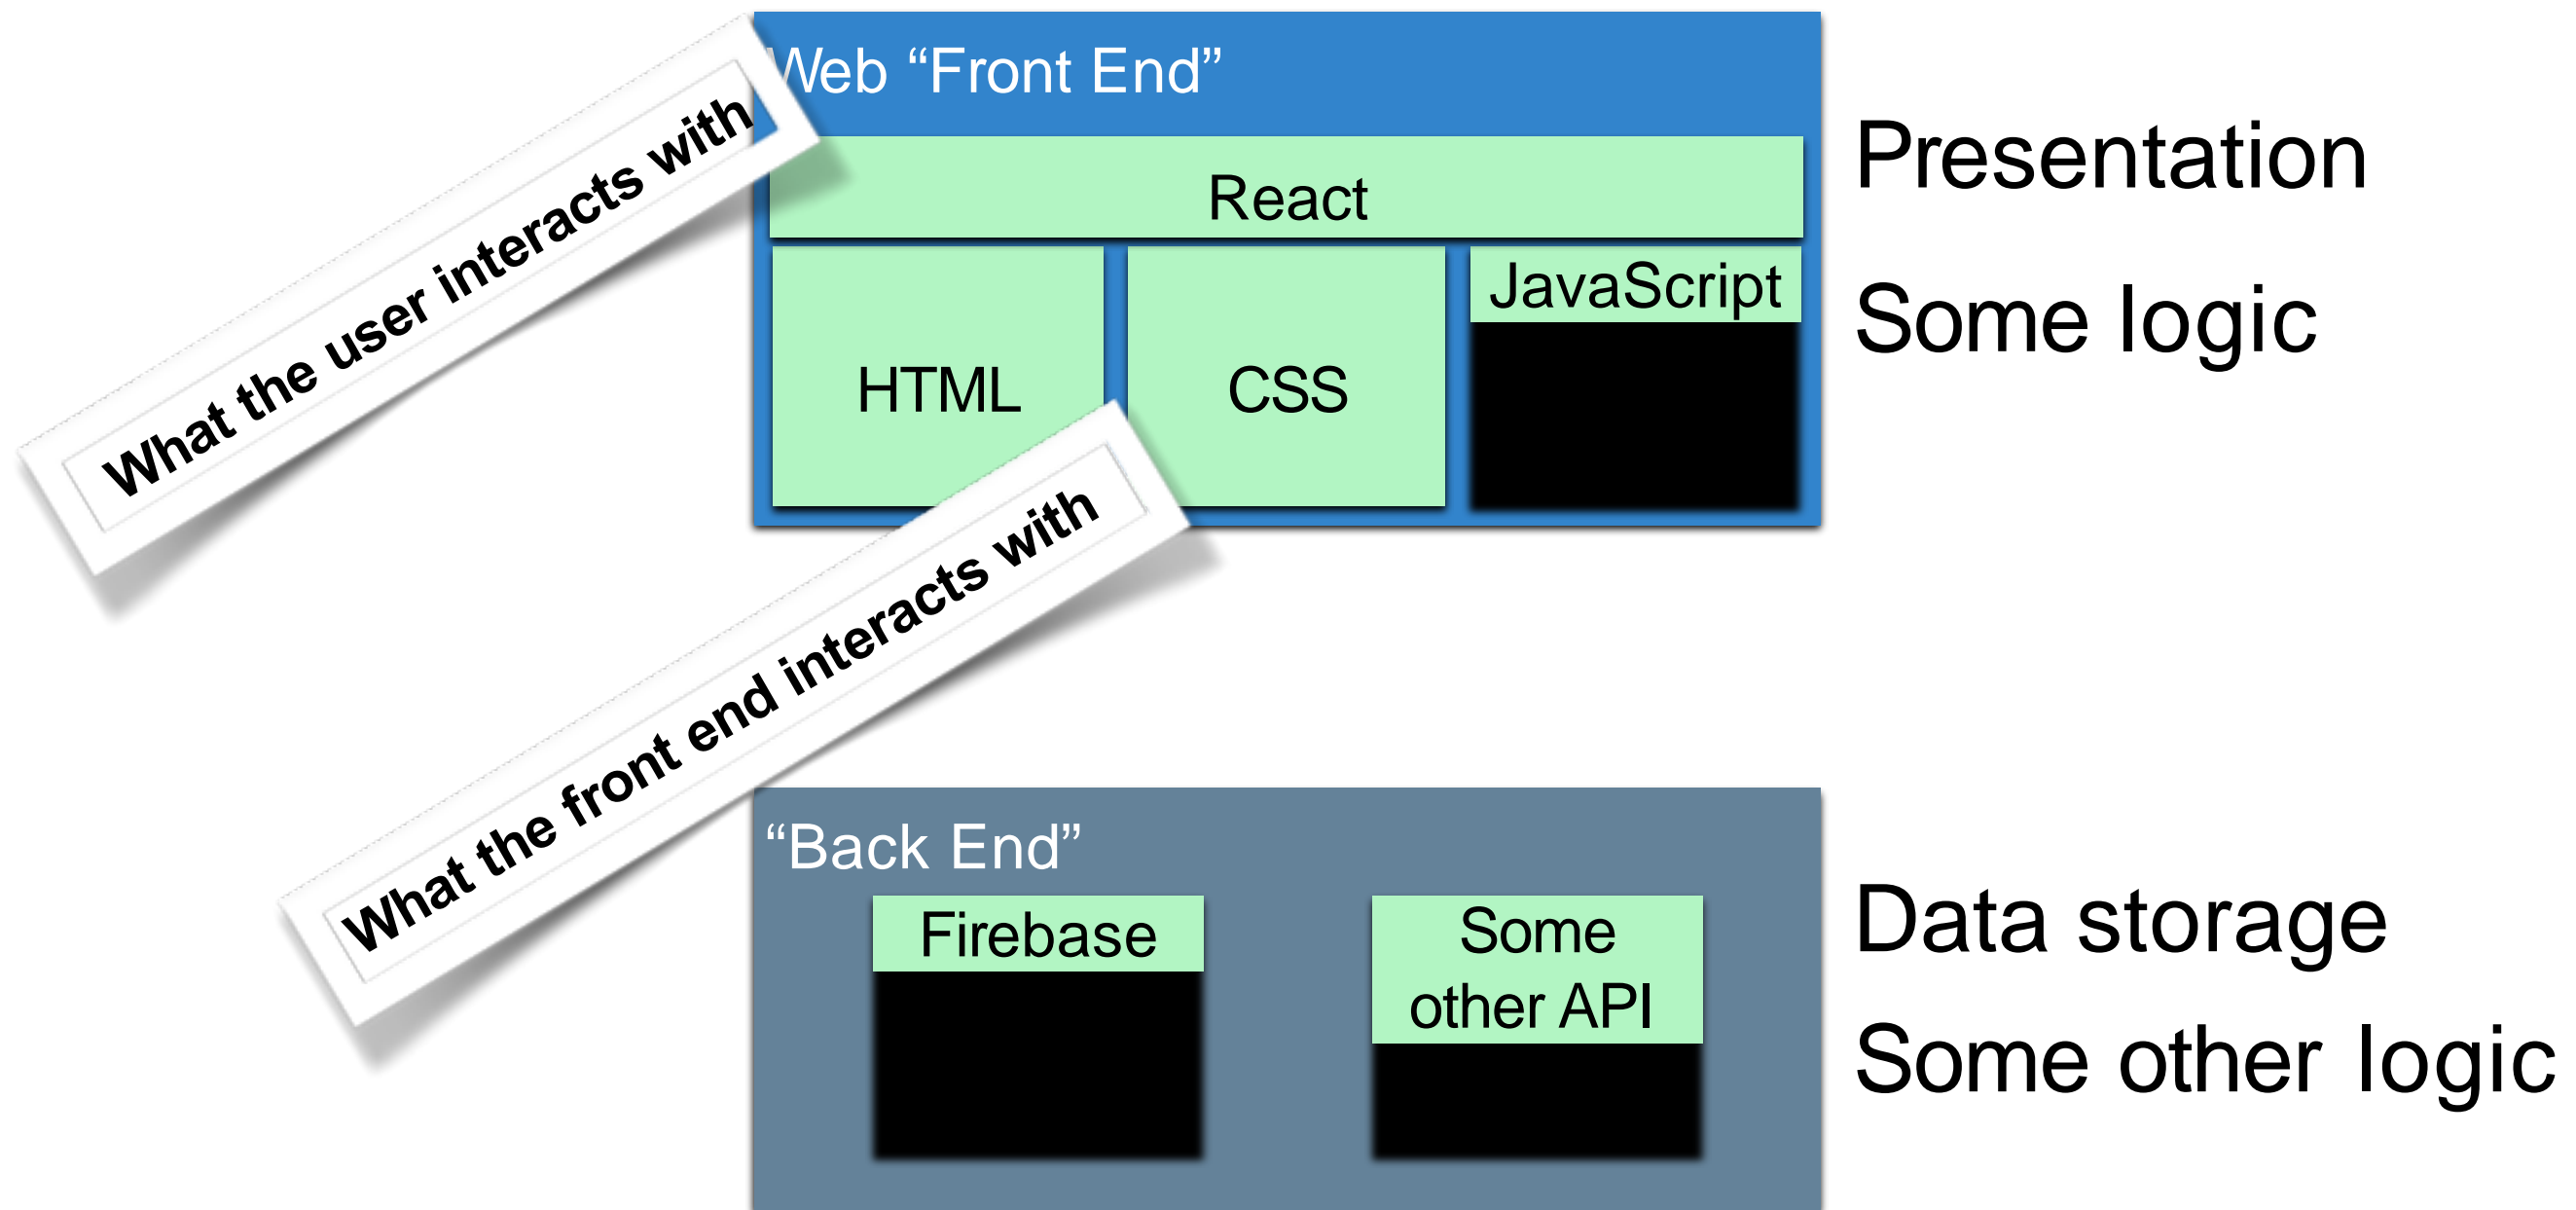 Web “Front End”
What the user interacts with
React
Presentation
JavaScript
Some logic
HTML
CSS
What the front end interacts with
“Back End”
Firebase
Some
other API
Data storage
Some other logic